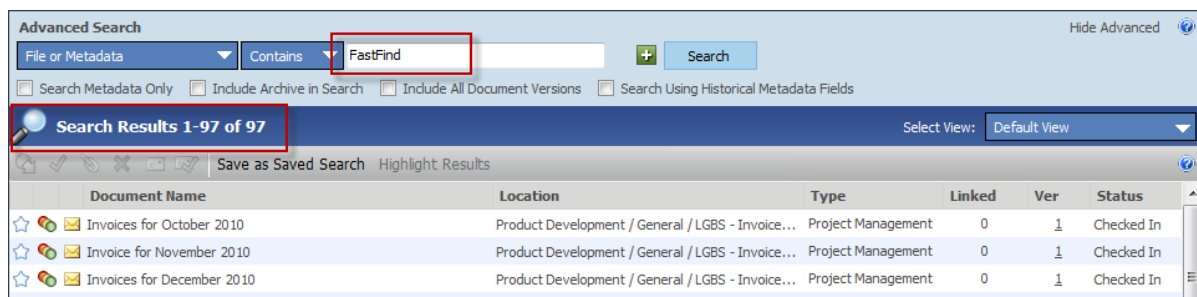 Advanced Search Hide Advanced
File or Metadata Contains FastFind Search
Search Metadata Only Include Archive in Search Include All Document Versions Search Using Historical Metadata Fields
Search Results 1-97 of 97 Select View: Default View
Save as Saved Search Highlight Results
Document Name Location Type Linked Ver Status
Invoices for October 2010 Product Development / General / LGBS - Invoice... Project Management 0 1 Checked In
Invoice for November 2010 Product Development / General / LGBS - Invoice... Project Management 0 1 Checked In
Invoices for December 2010 Product Development / General / LGBS - Invoice... Project Management 0 1 Checked In